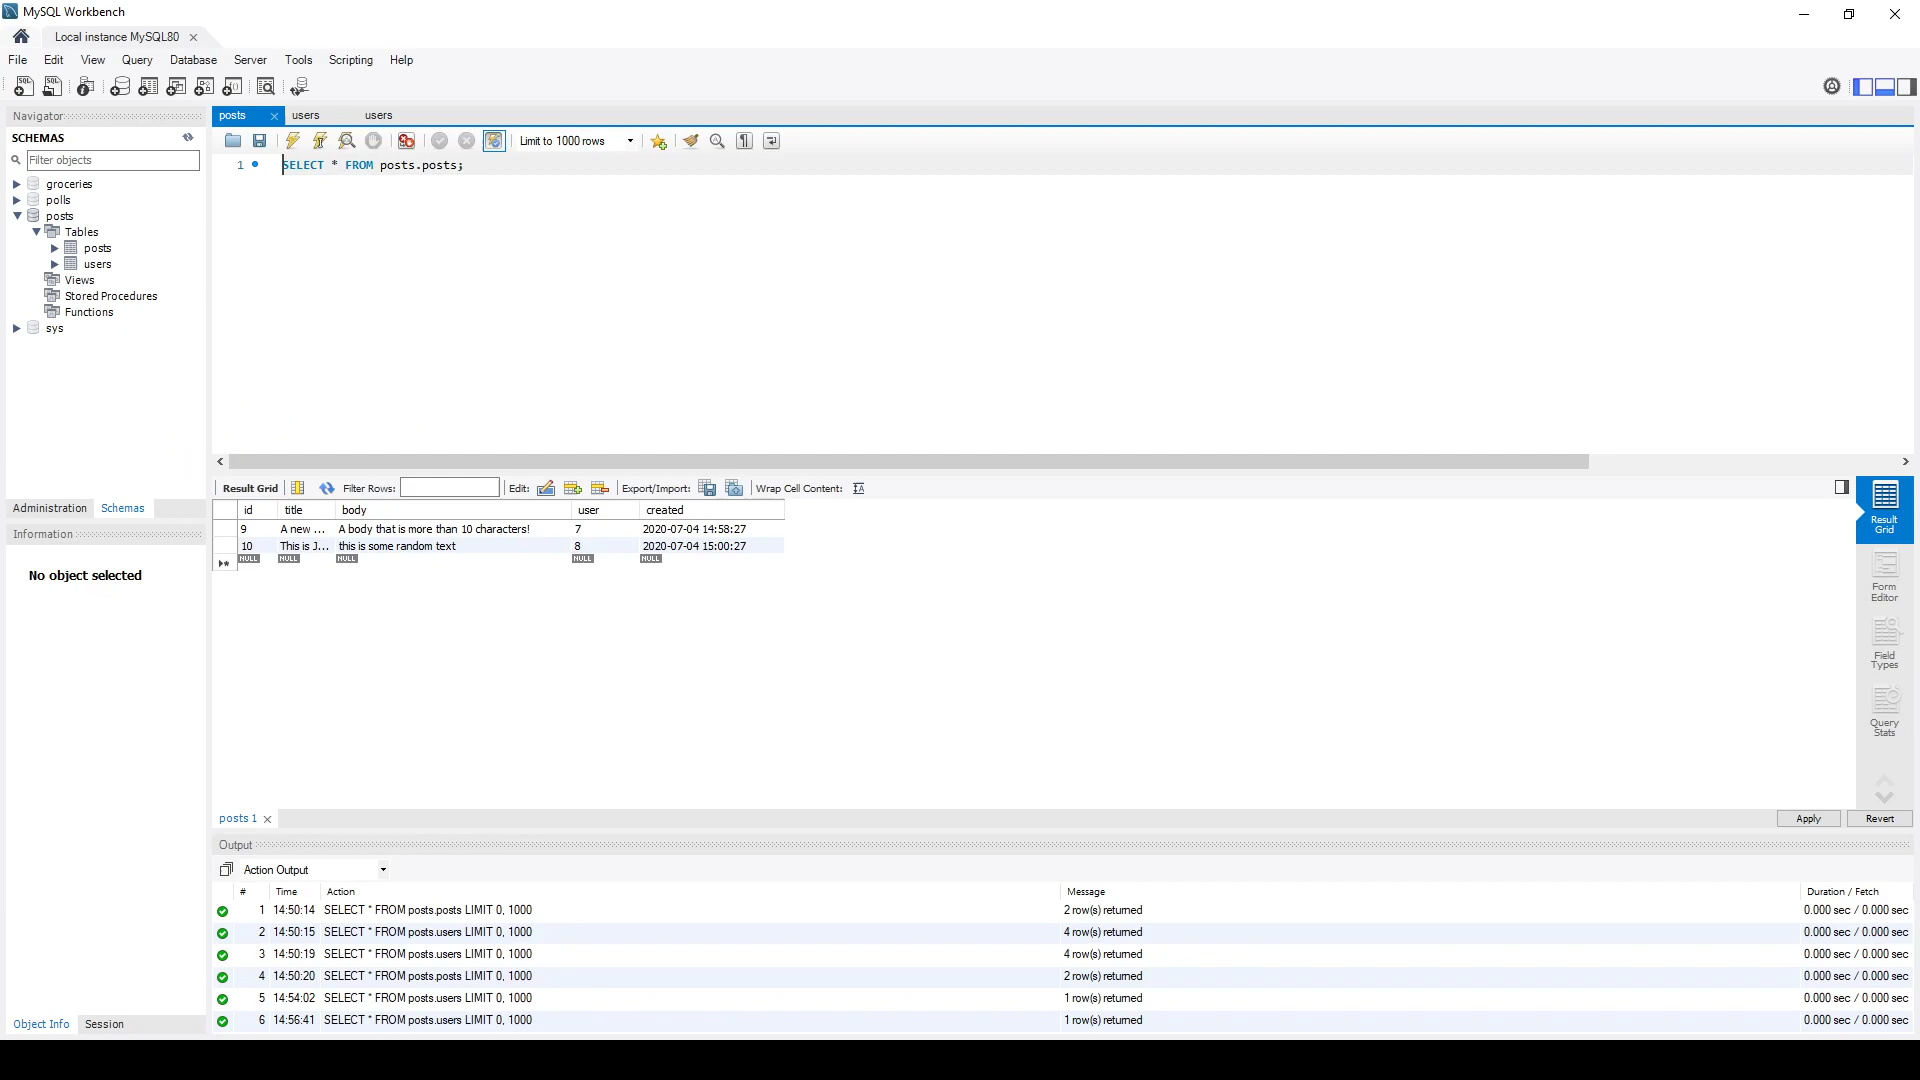 MySQL Workbench
Local instance MySQL80
File Edit View Query Database Server Tools Scripting Help
Navigator
SCHEMAS
Filter objects
groceries
polls
posts
Tables
posts
users
Views
Stored Procedures
Functions
sys
Administration Schemas
Information
No object selected
Object Info Session
posts users users
Limit to 1000 rows
1 SELECT * FROM posts.posts;
Result Grid Filter Rows: Edit: Export/Import: Wrap Cell Content:
id title body user created
9 A new ... A body that is more than 10 characters! 7 2020-07-04 14:58:27
10 This is J... this is some random text 8 2020-07-04 15:00:27
NULL NULL NULL NULL NULL
Result
Grid
Form
Editor
Field
Types
Query
Stats
posts 1
Apply Revert
Output
Action Output
# Time Action Message Duration / Fetch
1 14:50:14 SELECT * FROM posts.posts LIMIT 0, 1000 2 row(s) returned 0.000 sec / 0.000 sec
2 14:50:15 SELECT * FROM posts.users LIMIT 0, 1000 4 row(s) returned 0.000 sec / 0.000 sec
3 14:50:19 SELECT * FROM posts.users LIMIT 0, 1000 4 row(s) returned 0.000 sec / 0.000 sec
4 14:50:20 SELECT * FROM posts.posts LIMIT 0, 1000 2 row(s) returned 0.000 sec / 0.000 sec
5 14:54:02 SELECT * FROM posts.users LIMIT 0, 1000 1 row(s) returned 0.000 sec / 0.000 sec
6 14:56:41 SELECT * FROM posts.users LIMIT 0, 1000 1 row(s) returned 0.000 sec / 0.000 sec